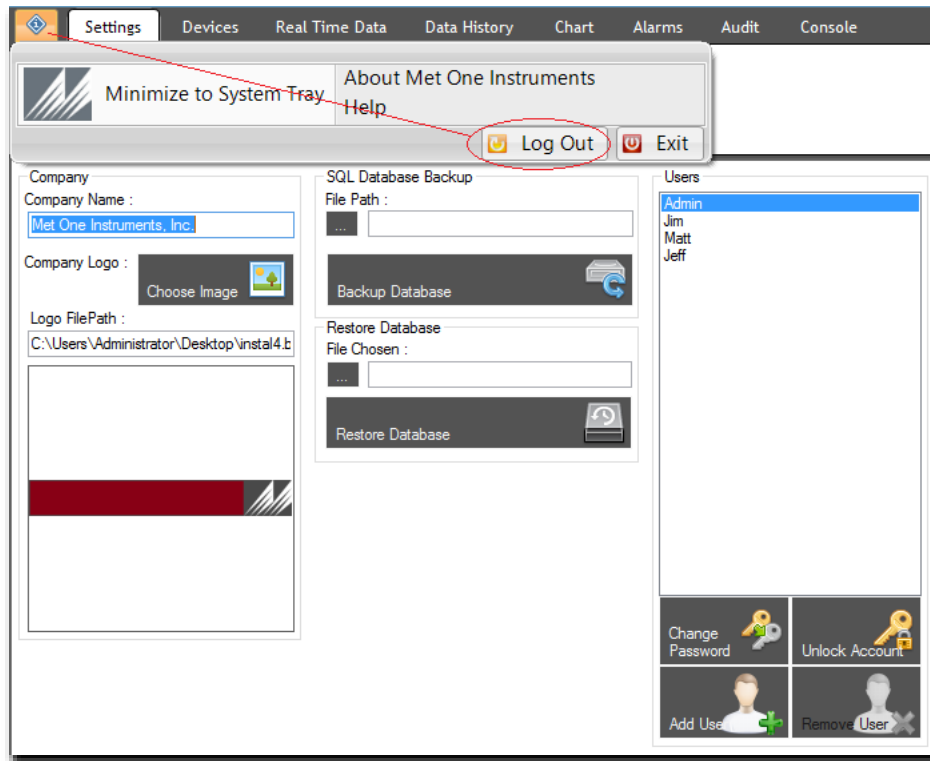 Settings Devices Real Time Data Data History Chart Alarms Audit Console
Minimize to System Tray
About Met One Instruments
Help
Log Out Exit
Company
Company Name :
Met One Instruments, Inc.
Company Logo :
Choose Image
Logo FilePath :
C:\Users\Administrator\Desktop\instal4.b
SQL Database Backup
File Path :
...
Backup Database
Restore Database
File Chosen :
...
Restore Database
Users
Admin
Jim
Matt
Jeff
Change
Password
Unlock Account
Add User
Remove User